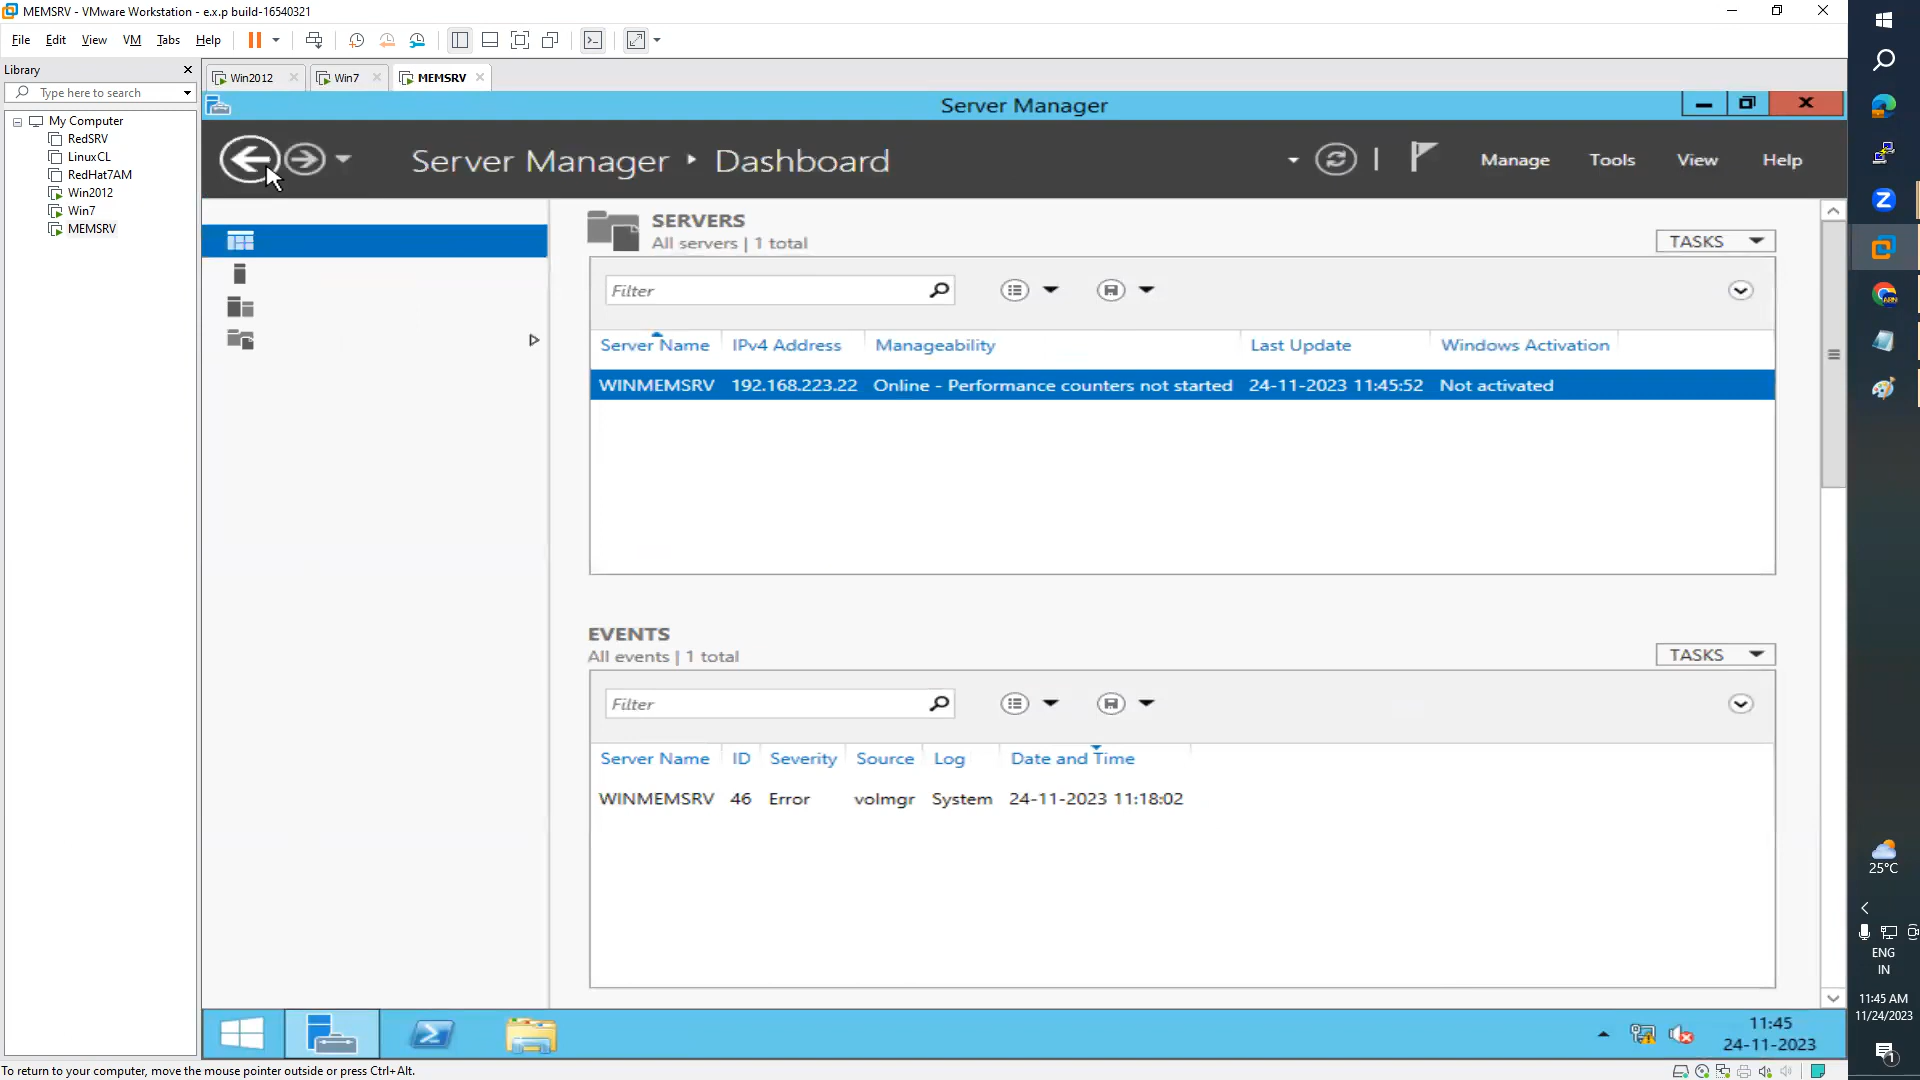 MEMSRV - VMware Workstation - e.x.p build-16540321
File Edit View VM Tabs Help
Library
Type here to search
My Computer
RedSRV
LinuxCL
RedHat7AM
Win2012
Win7
MEMSRV
Win2012 Win7 MEMSRV
Server Manager
Server Manager Dashboard
Manage Tools View Help
SERVERS
All servers | 1 total
TASKS
Filter
Server Name IPv4 Address Manageability Last Update Windows Activation
WINMEMSRV 192.168.223.22 Online - Performance counters not started 24-11-2023 11:45:52 Not activated
EVENTS
All events | 1 total
TASKS
Filter
Server Name ID Severity Source Log Date and Time
WINMEMSRV 46 Error volmgr System 24-11-2023 11:18:02
11:45
24-11-2023
To return to your computer, move the mouse pointer outside or press Ctrl+Alt.
25°C
ENG
IN
11:45 AM
11/24/2023
1